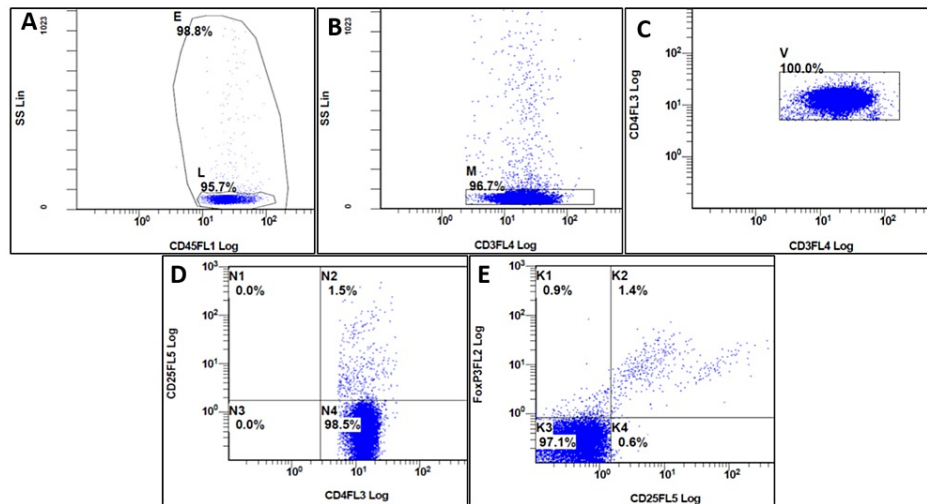 A
E
98.8%
L
95.7%
1023
SS Lin
0
10⁰ 10¹ 10²
CD45FL1 Log
B
1023
SS Lin
M
96.7%
0
10⁰ 10¹ 10²
CD3FL4 Log
C
V
100.0%
10²
10¹
10⁰
CD4FL3 Log
10⁰ 10¹ 10²
CD3FL4 Log
D
10³
N1
0.0%
N2
1.5%
10²
10¹
CD25FL5 Log
N3
0.0%
N4
98.5%
10⁰
10⁰ 10¹ 10² 10³
CD4FL3 Log
E
10³
K1
0.9%
K2
1.4%
10²
10¹
10⁰
FoxP3FL2 Log
K3
97.1%
K4
0.6%
10⁰ 10¹ 10²
CD25FL5 Log